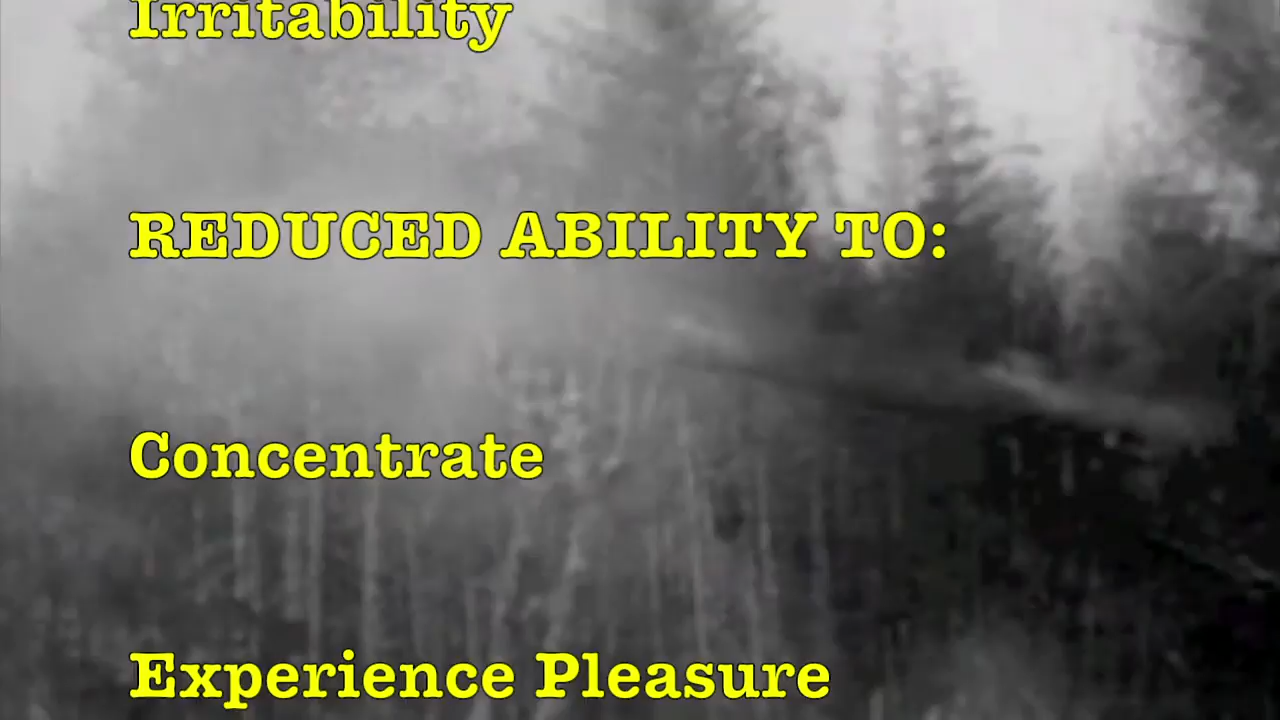 Irritability
REDUCED ABILITY TO:
Concentrate
Experience Pleasure